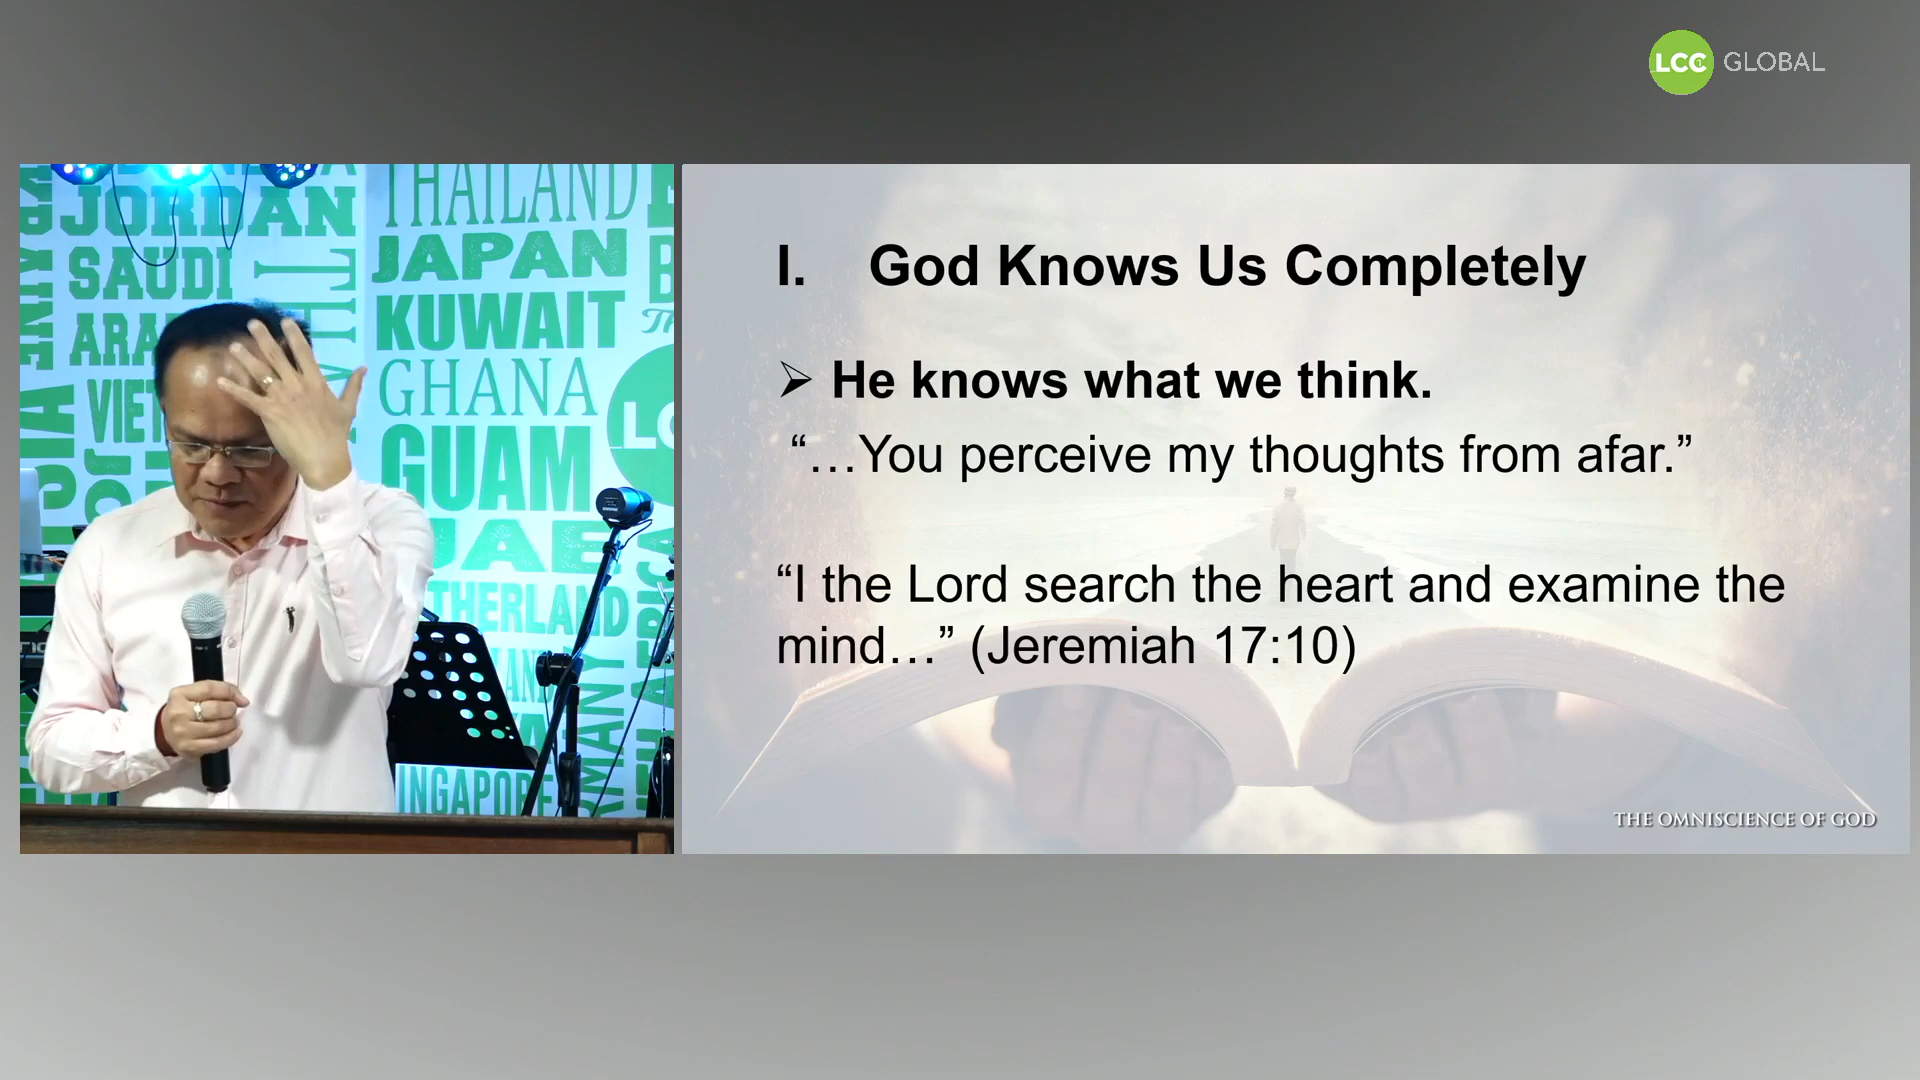 LCC GLOBAL
JORDAN
SAUDI
THAILAND
JAPAN
KUWAIT
GHANA
GUAM
UAE
I. God Knows Us Completely
➢ He knows what we think.
“…You perceive my thoughts from afar.”
“I the Lord search the heart and examine the
mind…” (Jeremiah 17:10)
THE OMNISCIENCE OF GOD